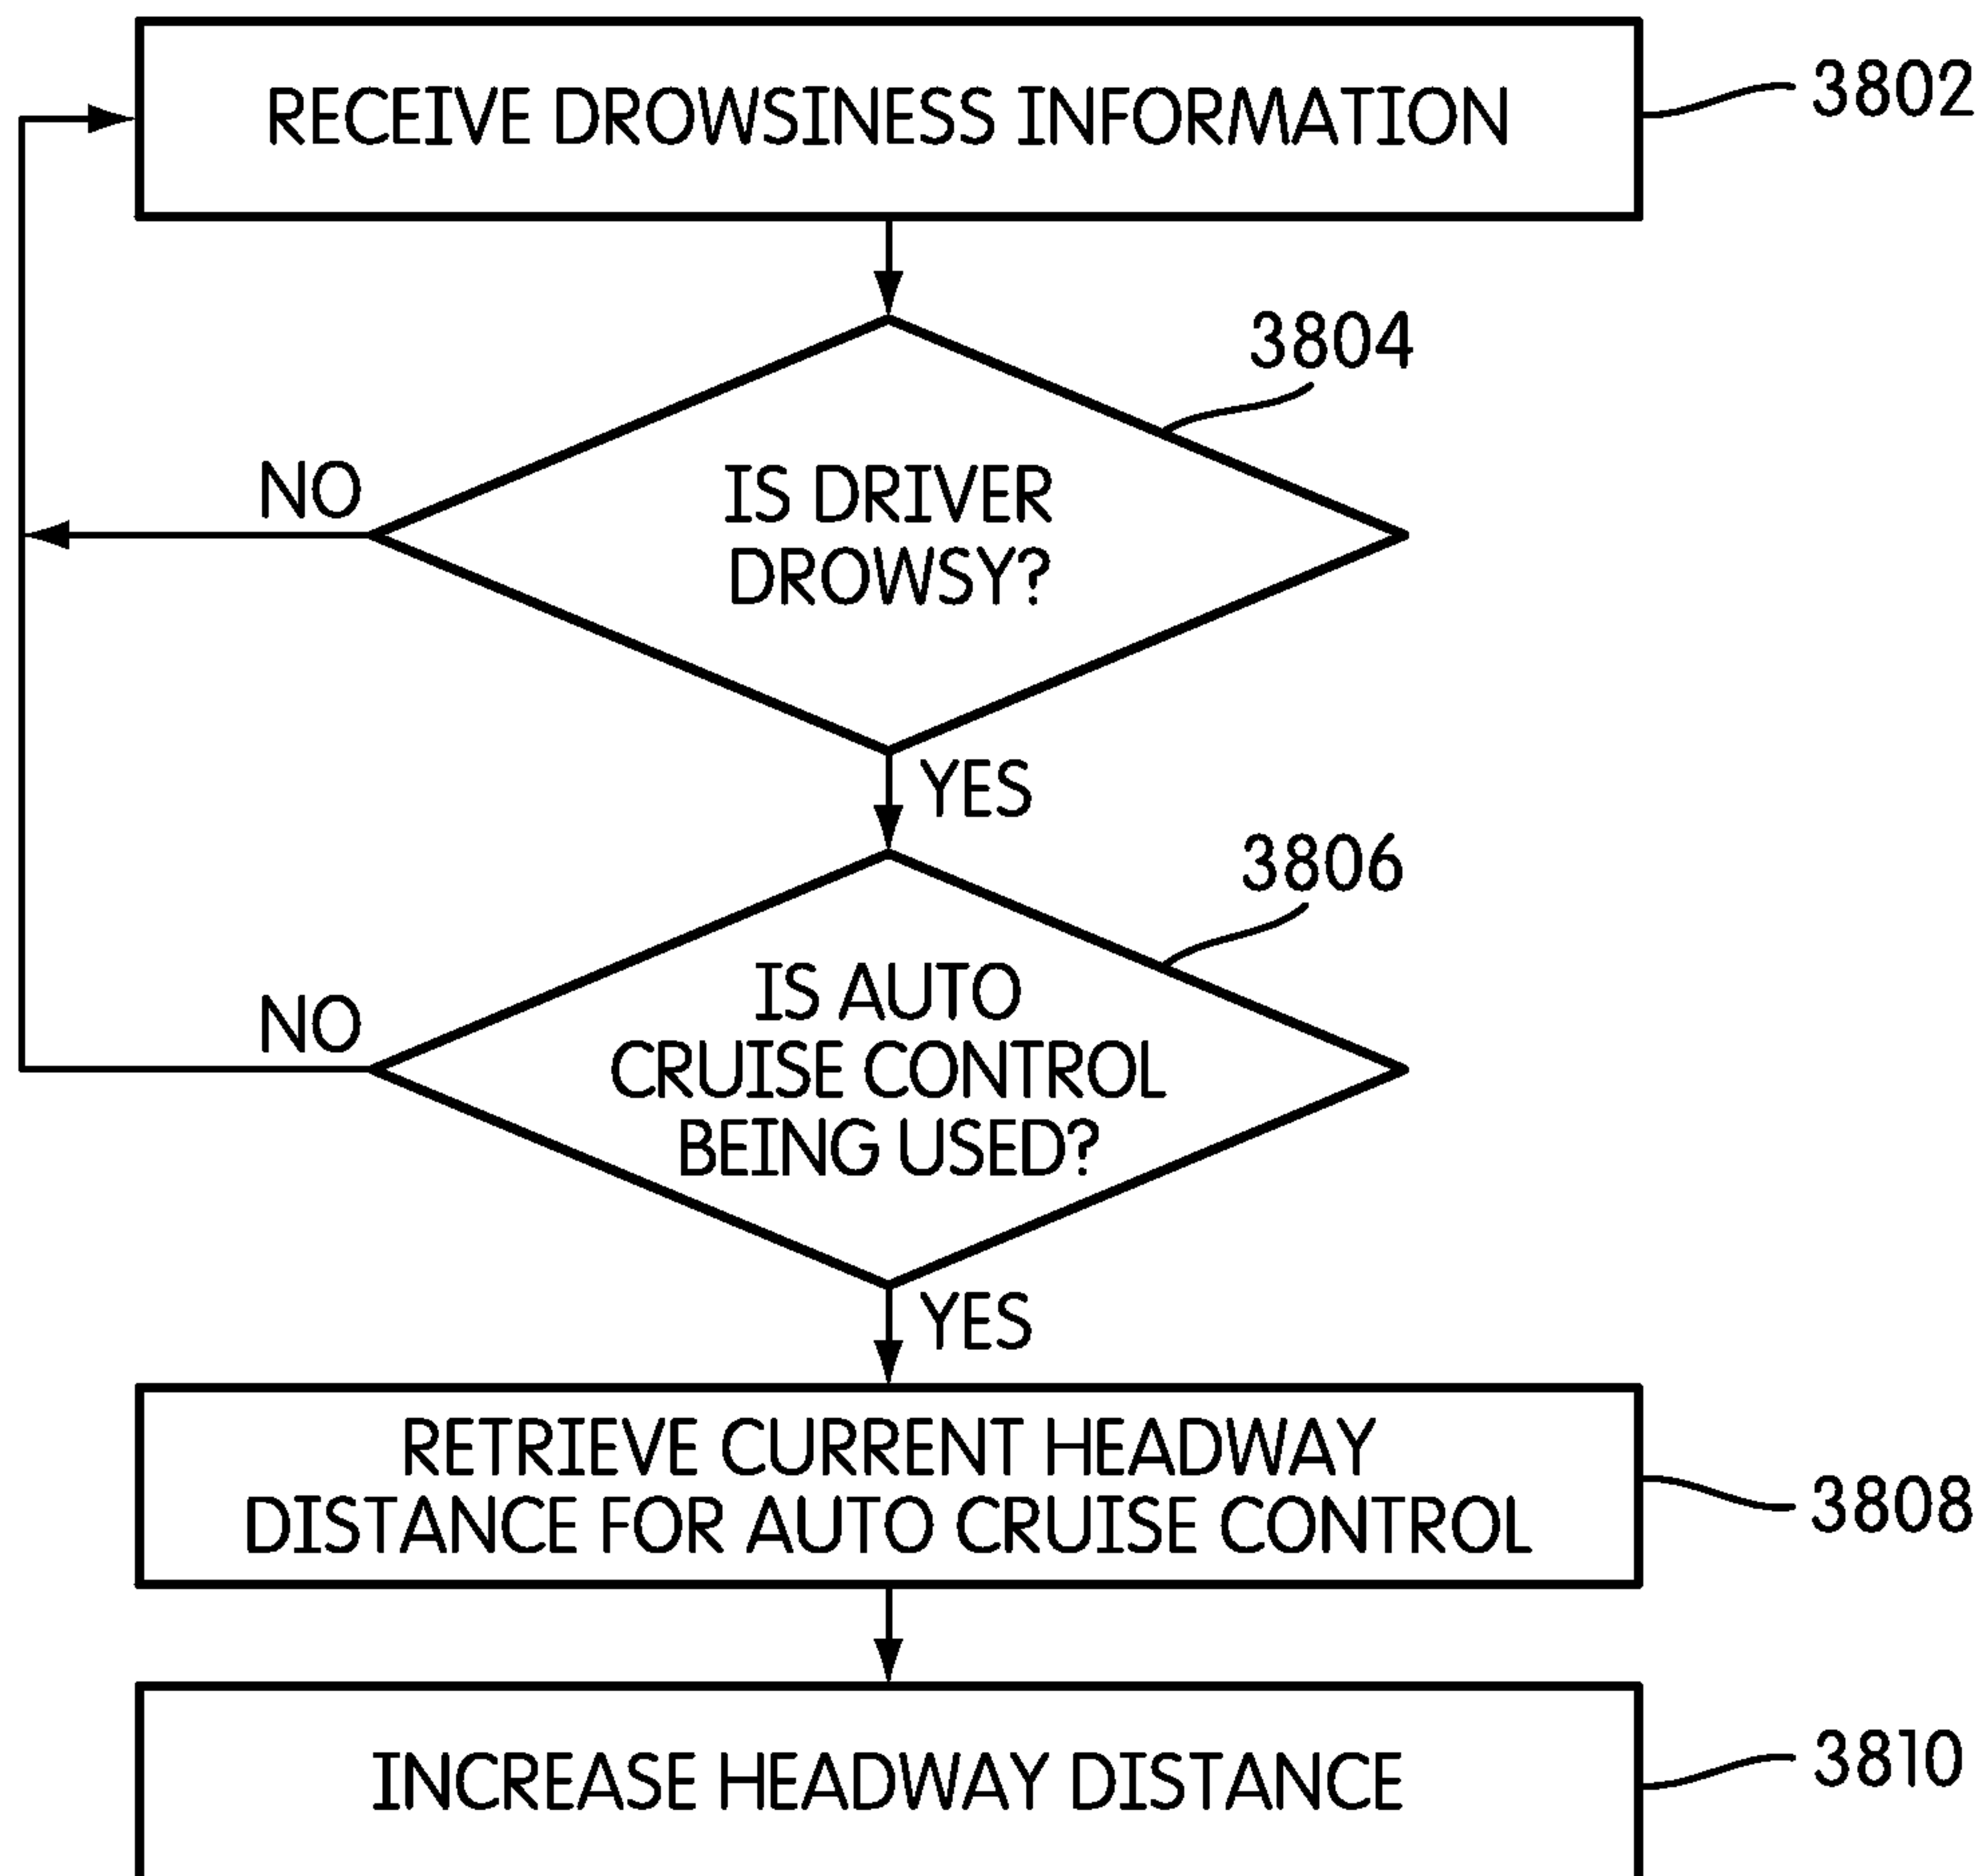 RECEIVE DROWSINESS INFORMATION
3802
3804
IS DRIVER
DROWSY?
NO
YES
3806
IS AUTO
CRUISE CONTROL
BEING USED?
NO
YES
RETRIEVE CURRENT HEADWAY
DISTANCE FOR AUTO CRUISE CONTROL
3808
INCREASE HEADWAY DISTANCE
3810